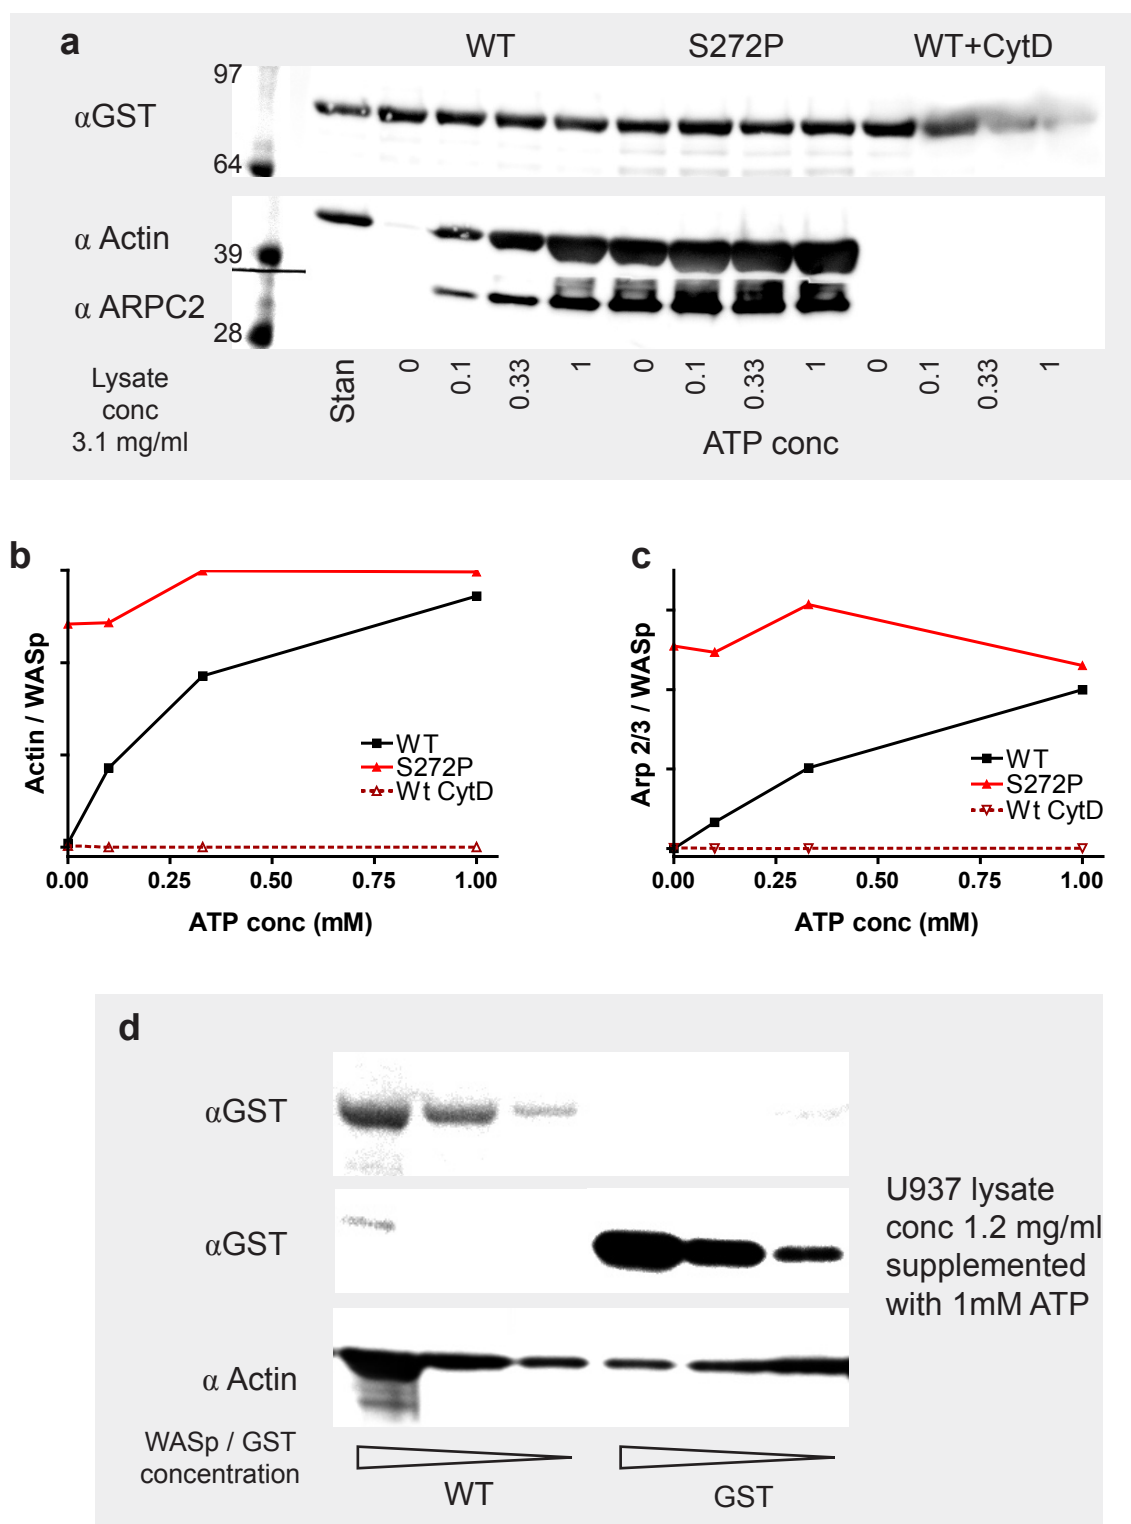 a
WT S272P WT+CytD
97
αGST
64
α Actin
39
α ARPC2
28
Lysate
conc
3.1 mg/ml
Stan 0 0.1 0.33 1 0 0.1 0.33 1 0 0.1 0.33 1
ATP conc
b
Actin / WASp
WT
S272P
Wt CytD
0.00 0.25 0.50 0.75 1.00
ATP conc (mM)
c
Arp 2/3 / WASp
WT
S272P
Wt CytD
0.00 0.25 0.50 0.75 1.00
ATP conc (mM)
d
αGST
αGST
α Actin
U937 lysate
conc 1.2 mg/ml
supplemented
with 1mM ATP
WASp / GST
concentration
WT
GST